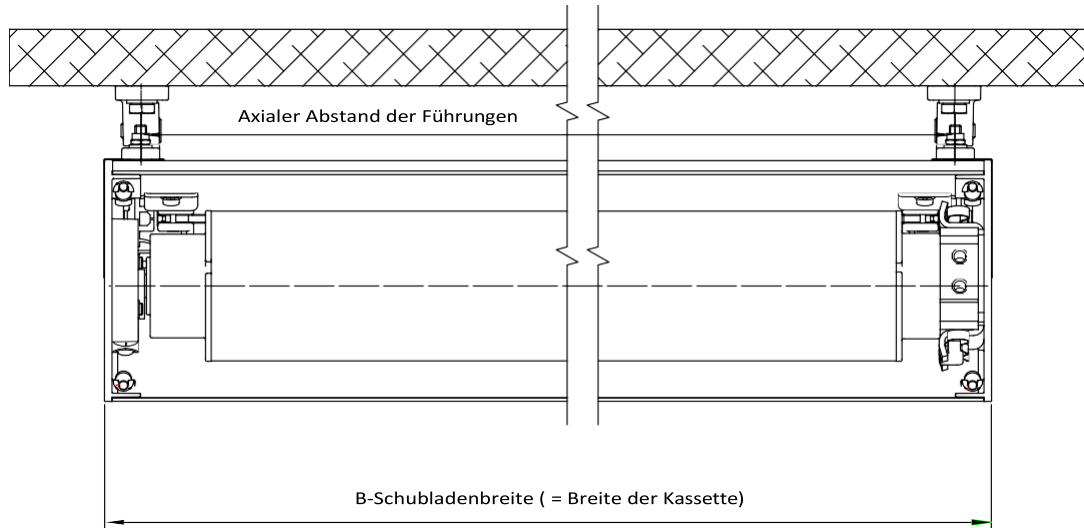 Axialer Abstand der Führungen
B-Schubladenbreite ( = Breite der Kassette)